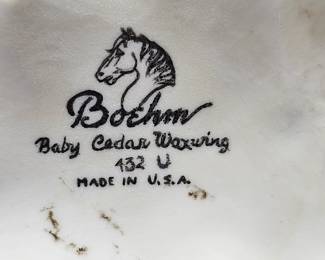 Boehm
Baby Cedar Waxwing
432 U
MADE IN U.S.A.